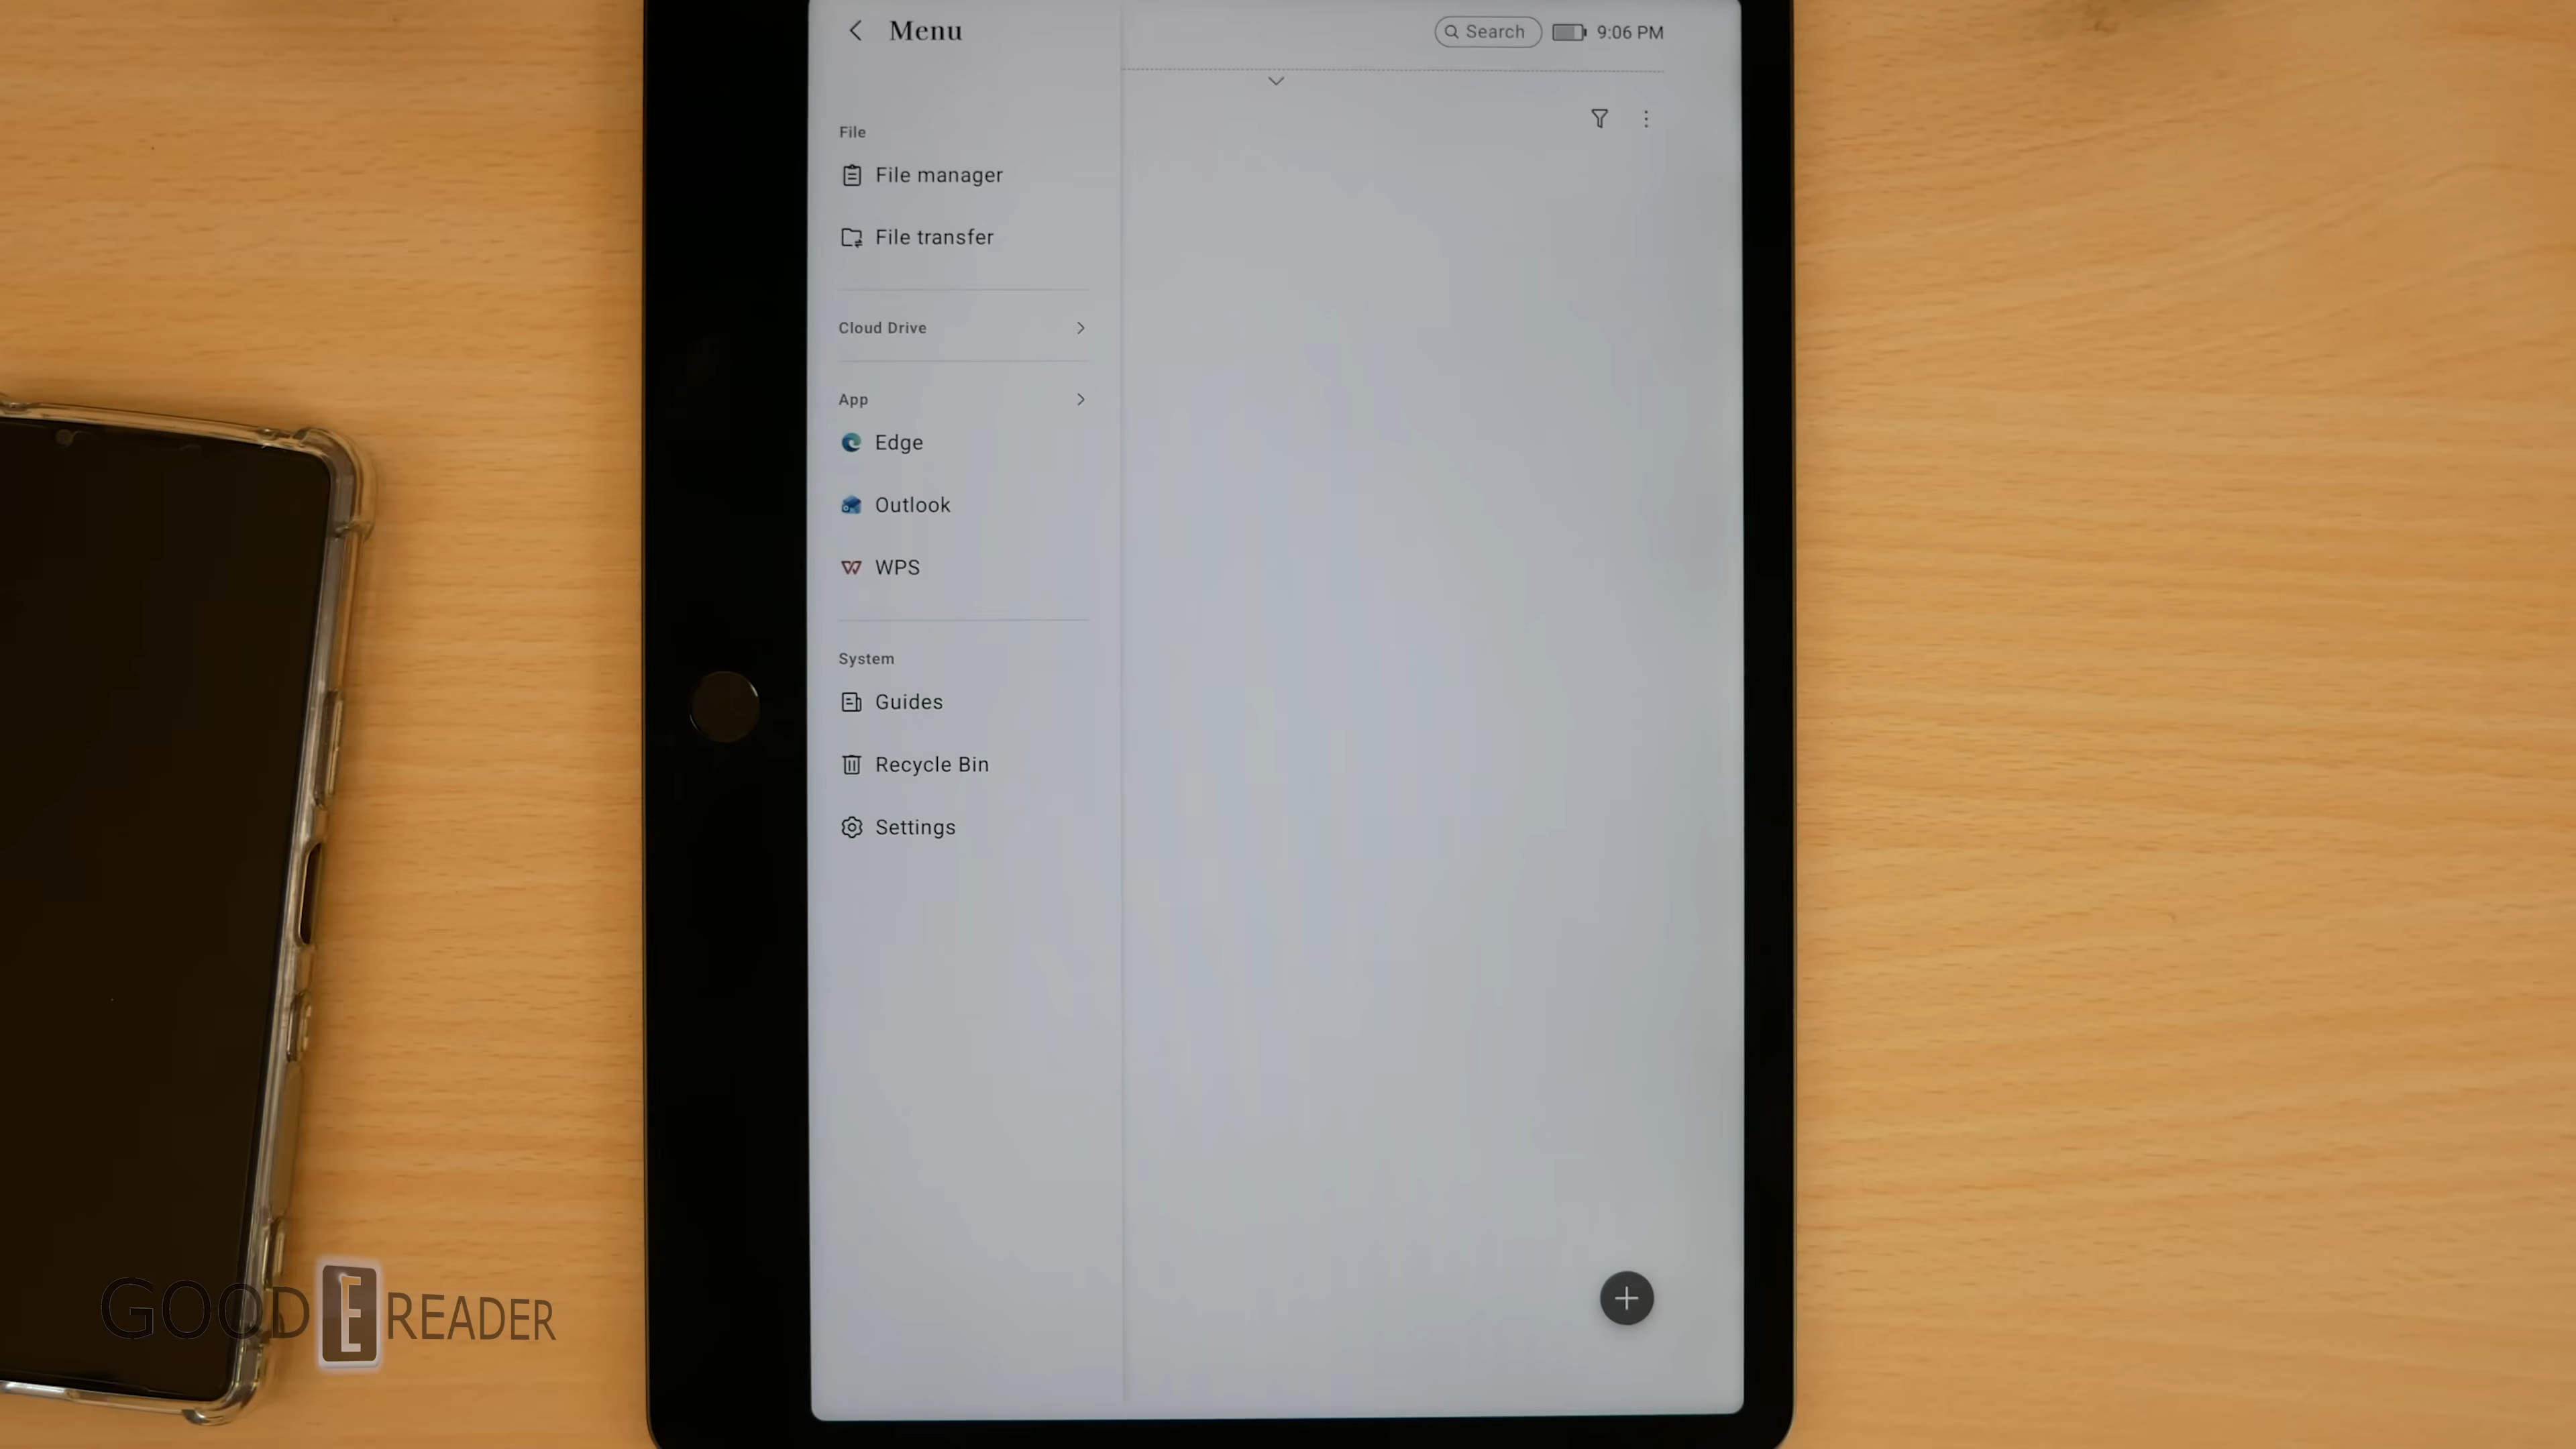 Menu
Search
9:06 PM
File
File manager
File transfer
Cloud Drive
App
Edge
Outlook
WPS
System
Guides
Recycle Bin
Settings
GOOD E READER